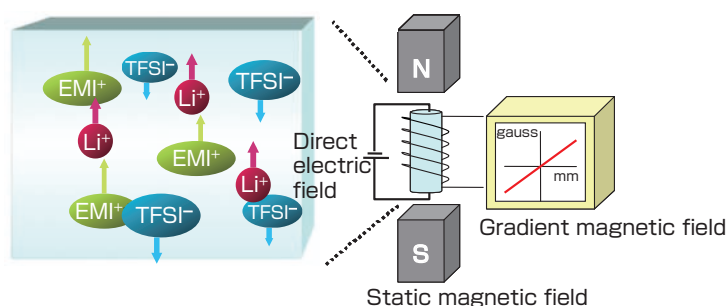 EMI⁺
TFSI⁻
Li⁺
TFSI⁻
Li⁺
EMI⁺
Li⁺
EMI⁺
TFSI⁻
TFSI⁻
N
Direct
electric
field
gauss
mm
S
Gradient magnetic field
Static magnetic field